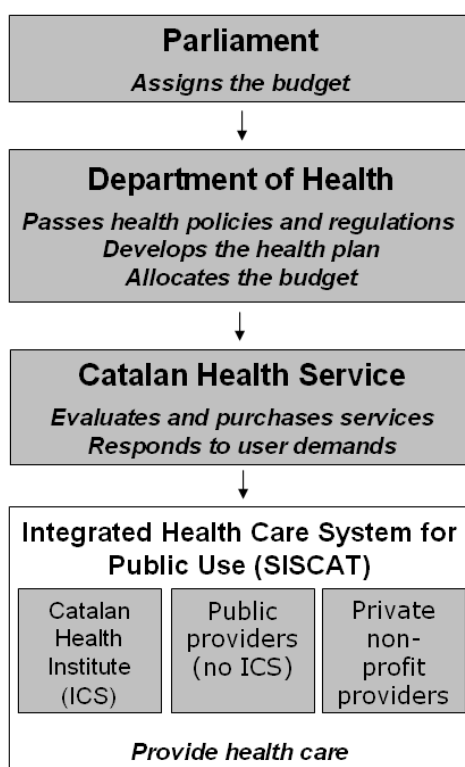 Parliament
Assigns the budget
Department of Health
Passes health policies and regulations
Develops the health plan
Allocates the budget
Catalan Health Service
Evaluates and purchases services
Responds to user demands
Integrated Health Care System for
Public Use (SISCAT)
Catalan
Health
Institute
(ICS)
Public
providers
(no ICS)
Private
non-
profit
providers
Provide health care